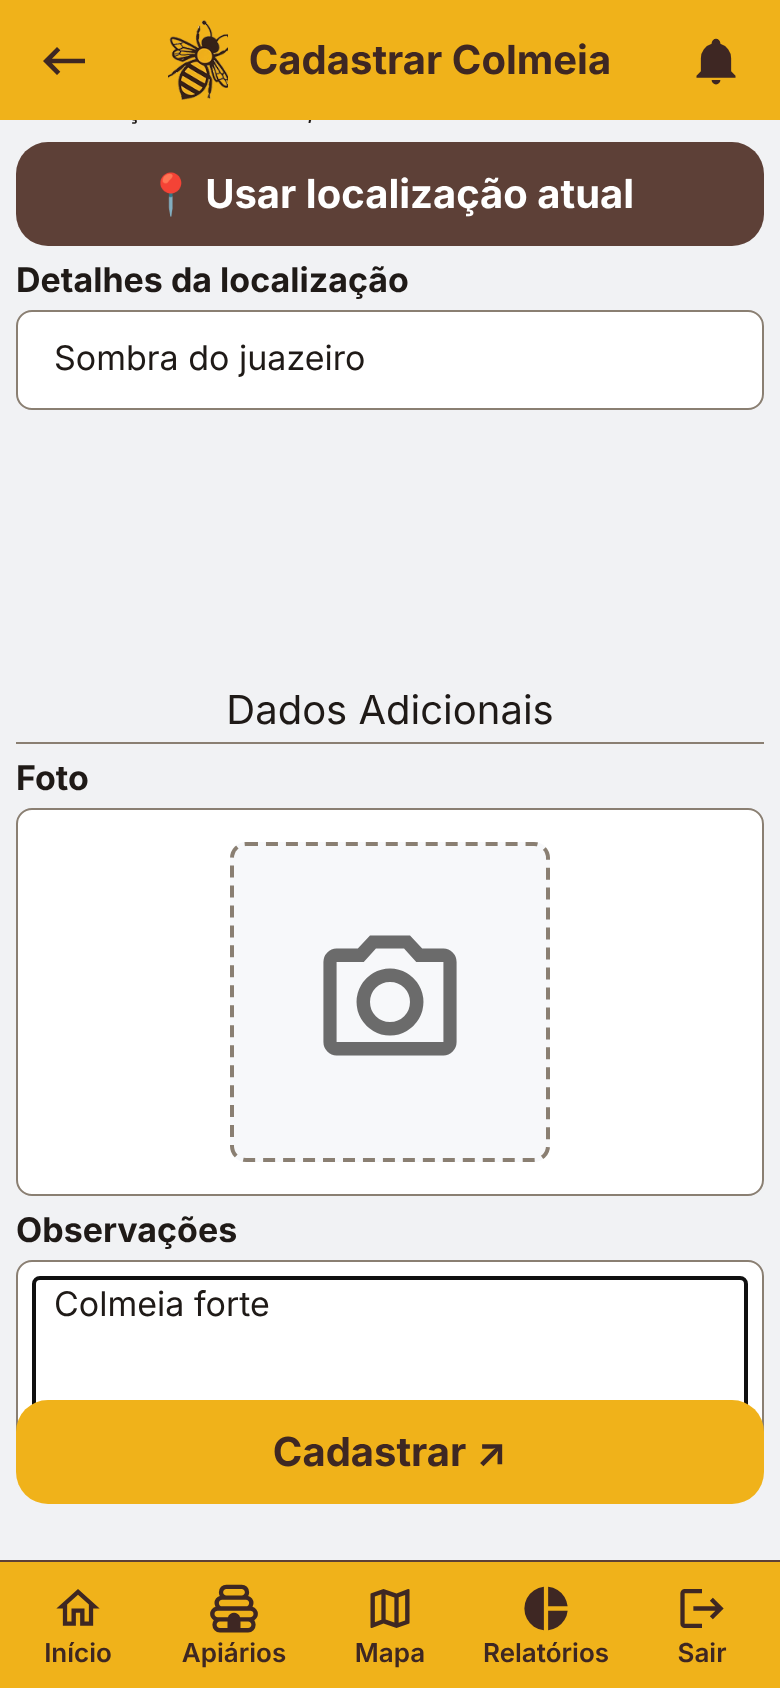 Cadastrar Colmeia
📍 Usar localização atual
Detalhes da localização
Sombra do juazeiro
Dados Adicionais
Foto
Observações
Colmeia forte
Cadastrar ↗
Início
Apiários
Mapa
Relatórios
Sair